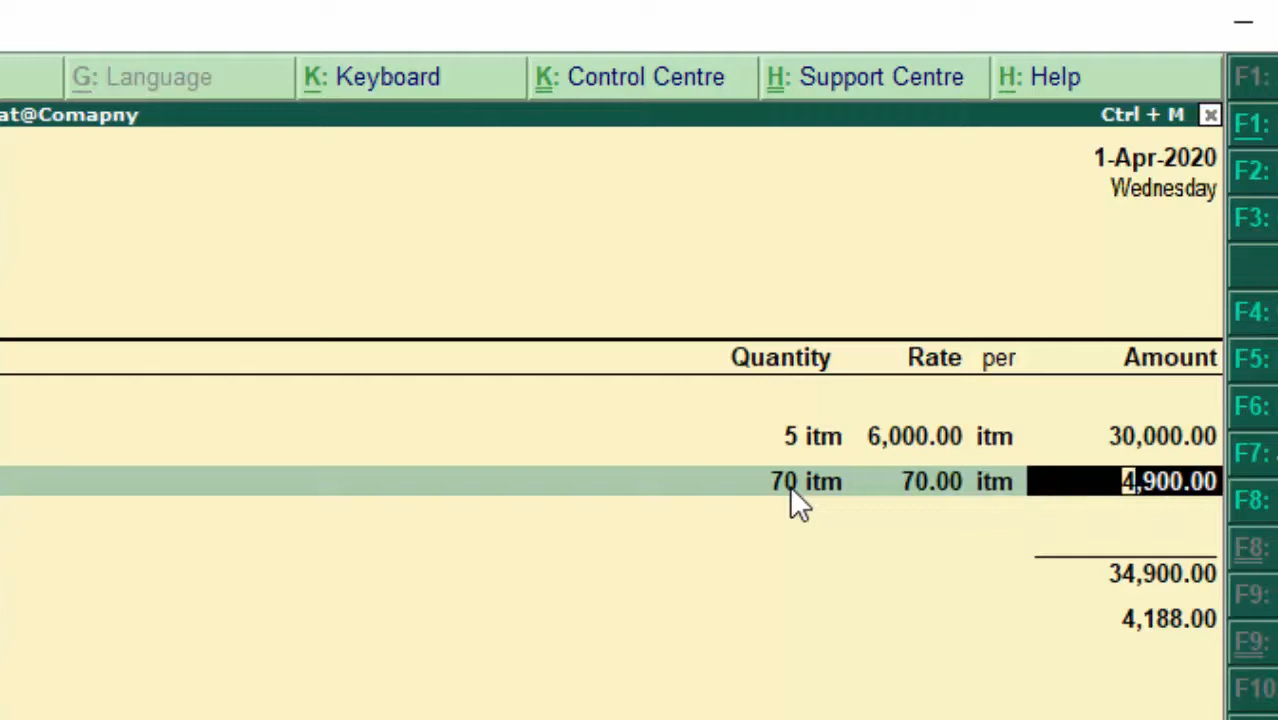 G: Language K: Keyboard K: Control Centre H: Support Centre H: Help F1:
at@Comapny Ctrl + M F1:
1-Apr-2020
Wednesday
F2:
F3:
F4:
Quantity Rate per Amount F5:
F6:
5 itm 6,000.00 itm 30,000.00
F7:
70 itm 70.00 itm 4,900.00
F8:
F8:
34,900.00
F9:
4,188.00
F9:
F10